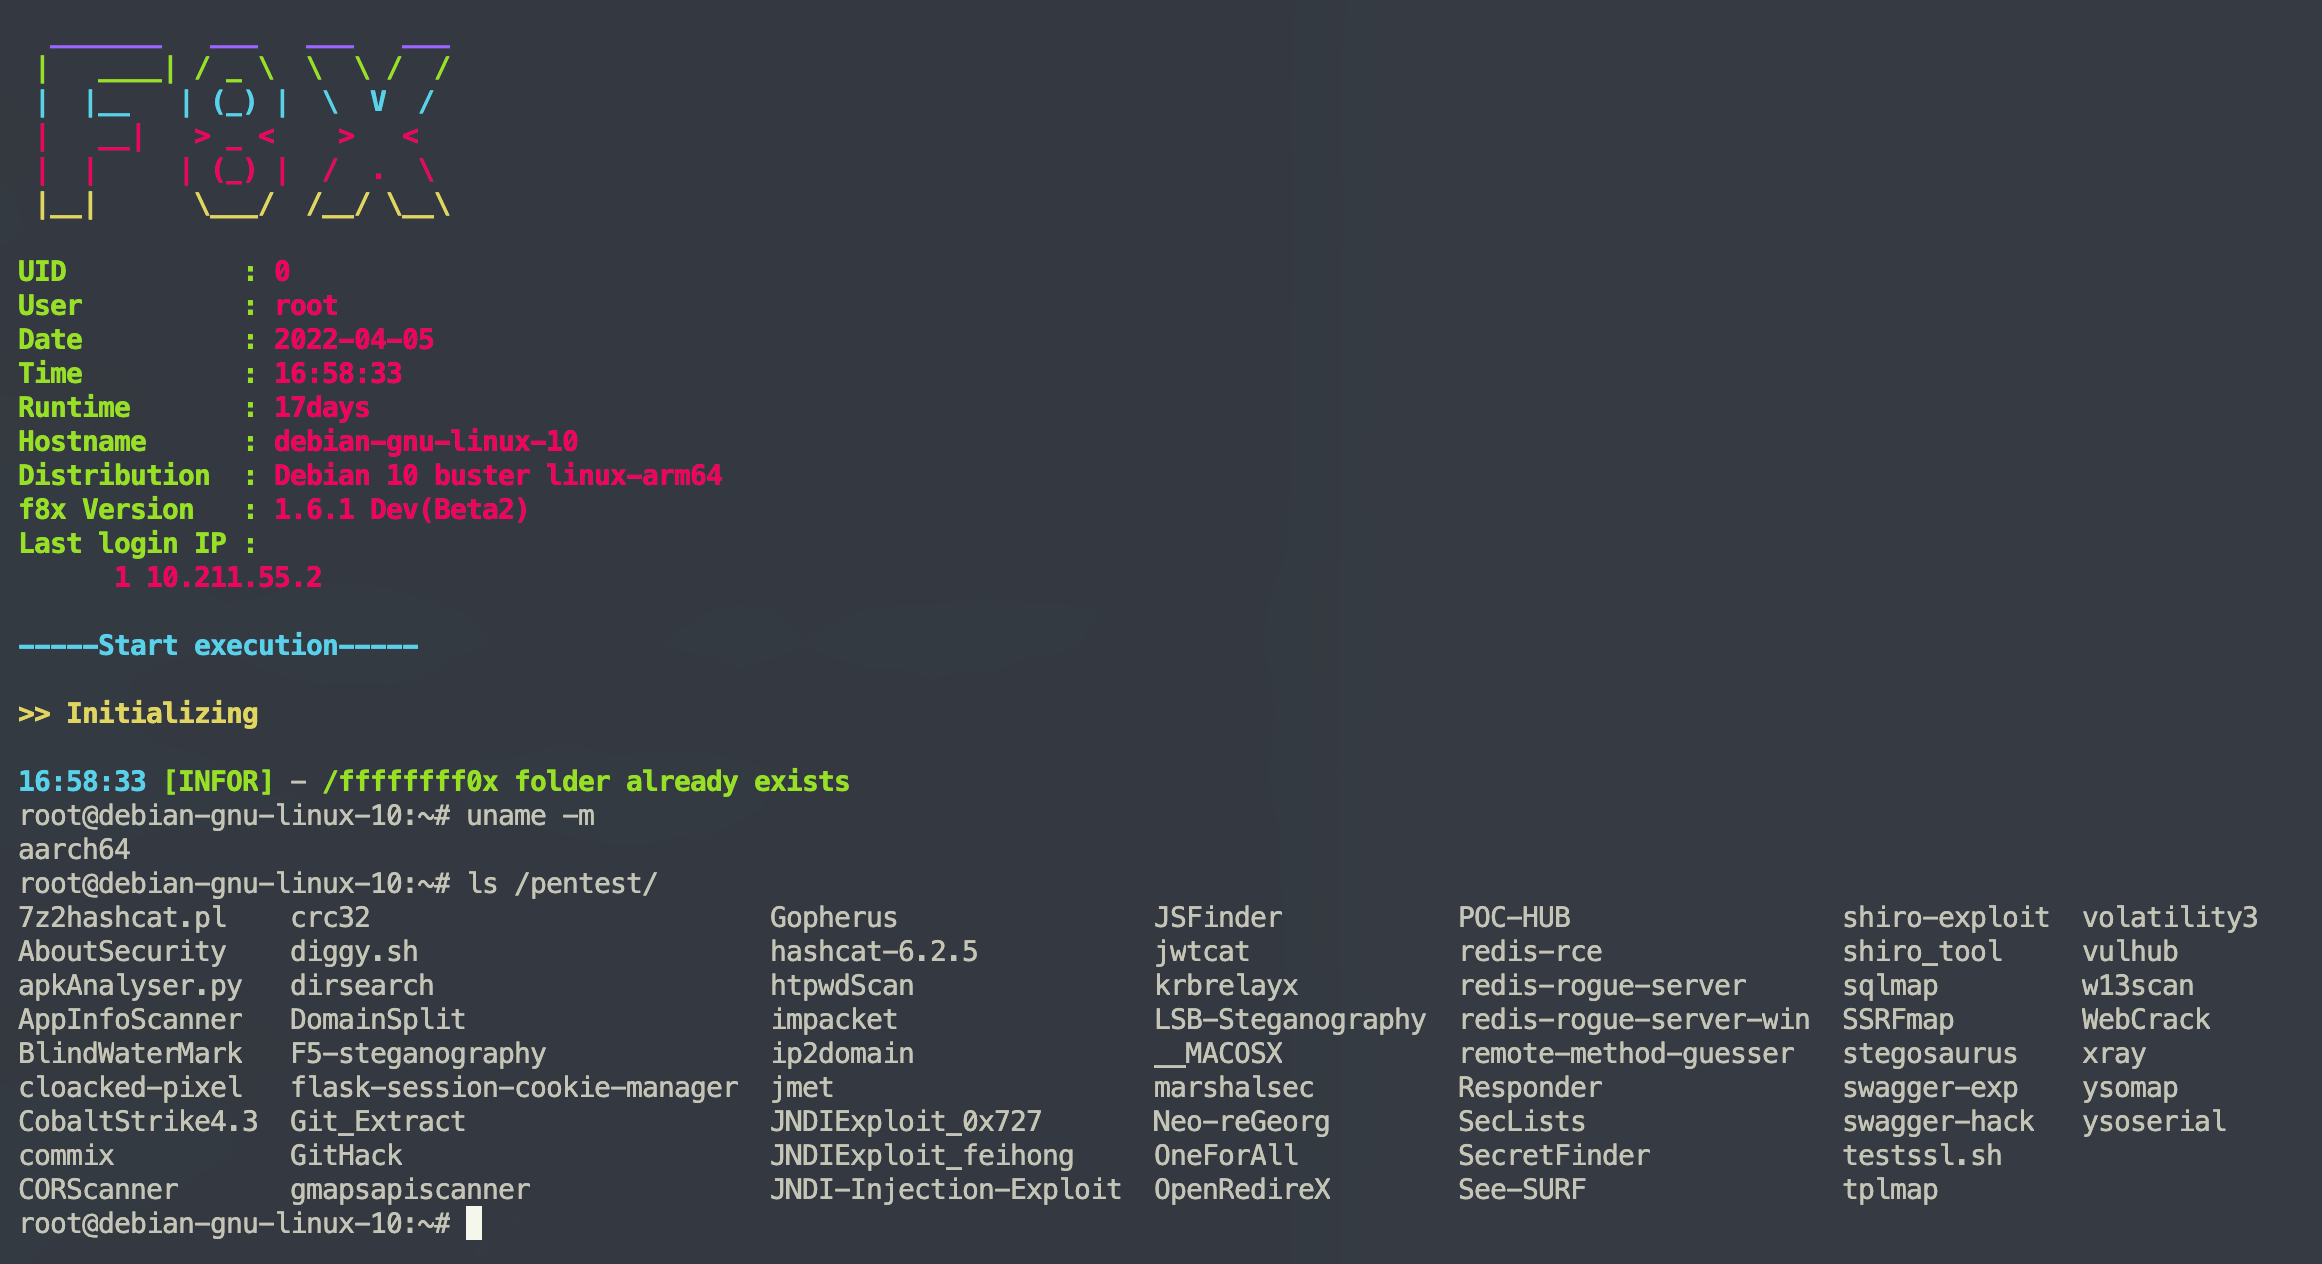 _______   ___   ___   ___
|   ____| / _ \  \  \ /  /
|  |__   | (_) |  \  V  /
|   __|   > _ <    >   <
|  |     | (_) |  /  .  \
|__|      \___/  /__/ \__\
UID           : 0
User          : root
Date          : 2022-04-05
Time          : 16:58:33
Runtime       : 17days
Hostname      : debian-gnu-linux-10
Distribution  : Debian 10 buster linux-arm64
f8x Version   : 1.6.1 Dev(Beta2)
Last login IP :
      1 10.211.55.2
-----Start execution-----
>> Initializing
16:58:33 [INFOR] - /ffffffff0x folder already exists
root@debian-gnu-linux-10:~# uname -m
aarch64
root@debian-gnu-linux-10:~# ls /pentest/
7z2hashcat.pl    crc32                         Gopherus                JSFinder           POC-HUB                 shiro-exploit  volatility3
AboutSecurity    diggy.sh                      hashcat-6.2.5           jwtcat             redis-rce               shiro_tool     vulhub
apkAnalyser.py   dirsearch                     htpwdScan               krbrelayx          redis-rogue-server      sqlmap         w13scan
AppInfoScanner   DomainSplit                   impacket                LSB-Steganography  redis-rogue-server-win  SSRFmap        WebCrack
BlindWaterMark   F5-steganography              ip2domain               __MACOSX           remote-method-guesser   stegosaurus    xray
cloacked-pixel   flask-session-cookie-manager  jmet                    marshalsec         Responder               swagger-exp    ysomap
CobaltStrike4.3  Git_Extract                   JNDIExploit_0x727       Neo-reGeorg        SecLists                swagger-hack   ysoserial
commix           GitHack                       JNDIExploit_feihong     OneForAll          SecretFinder            testssl.sh
CORScanner       gmapsapiscanner               JNDI-Injection-Exploit  OpenRedireX        See-SURF                tplmap
root@debian-gnu-linux-10:~#